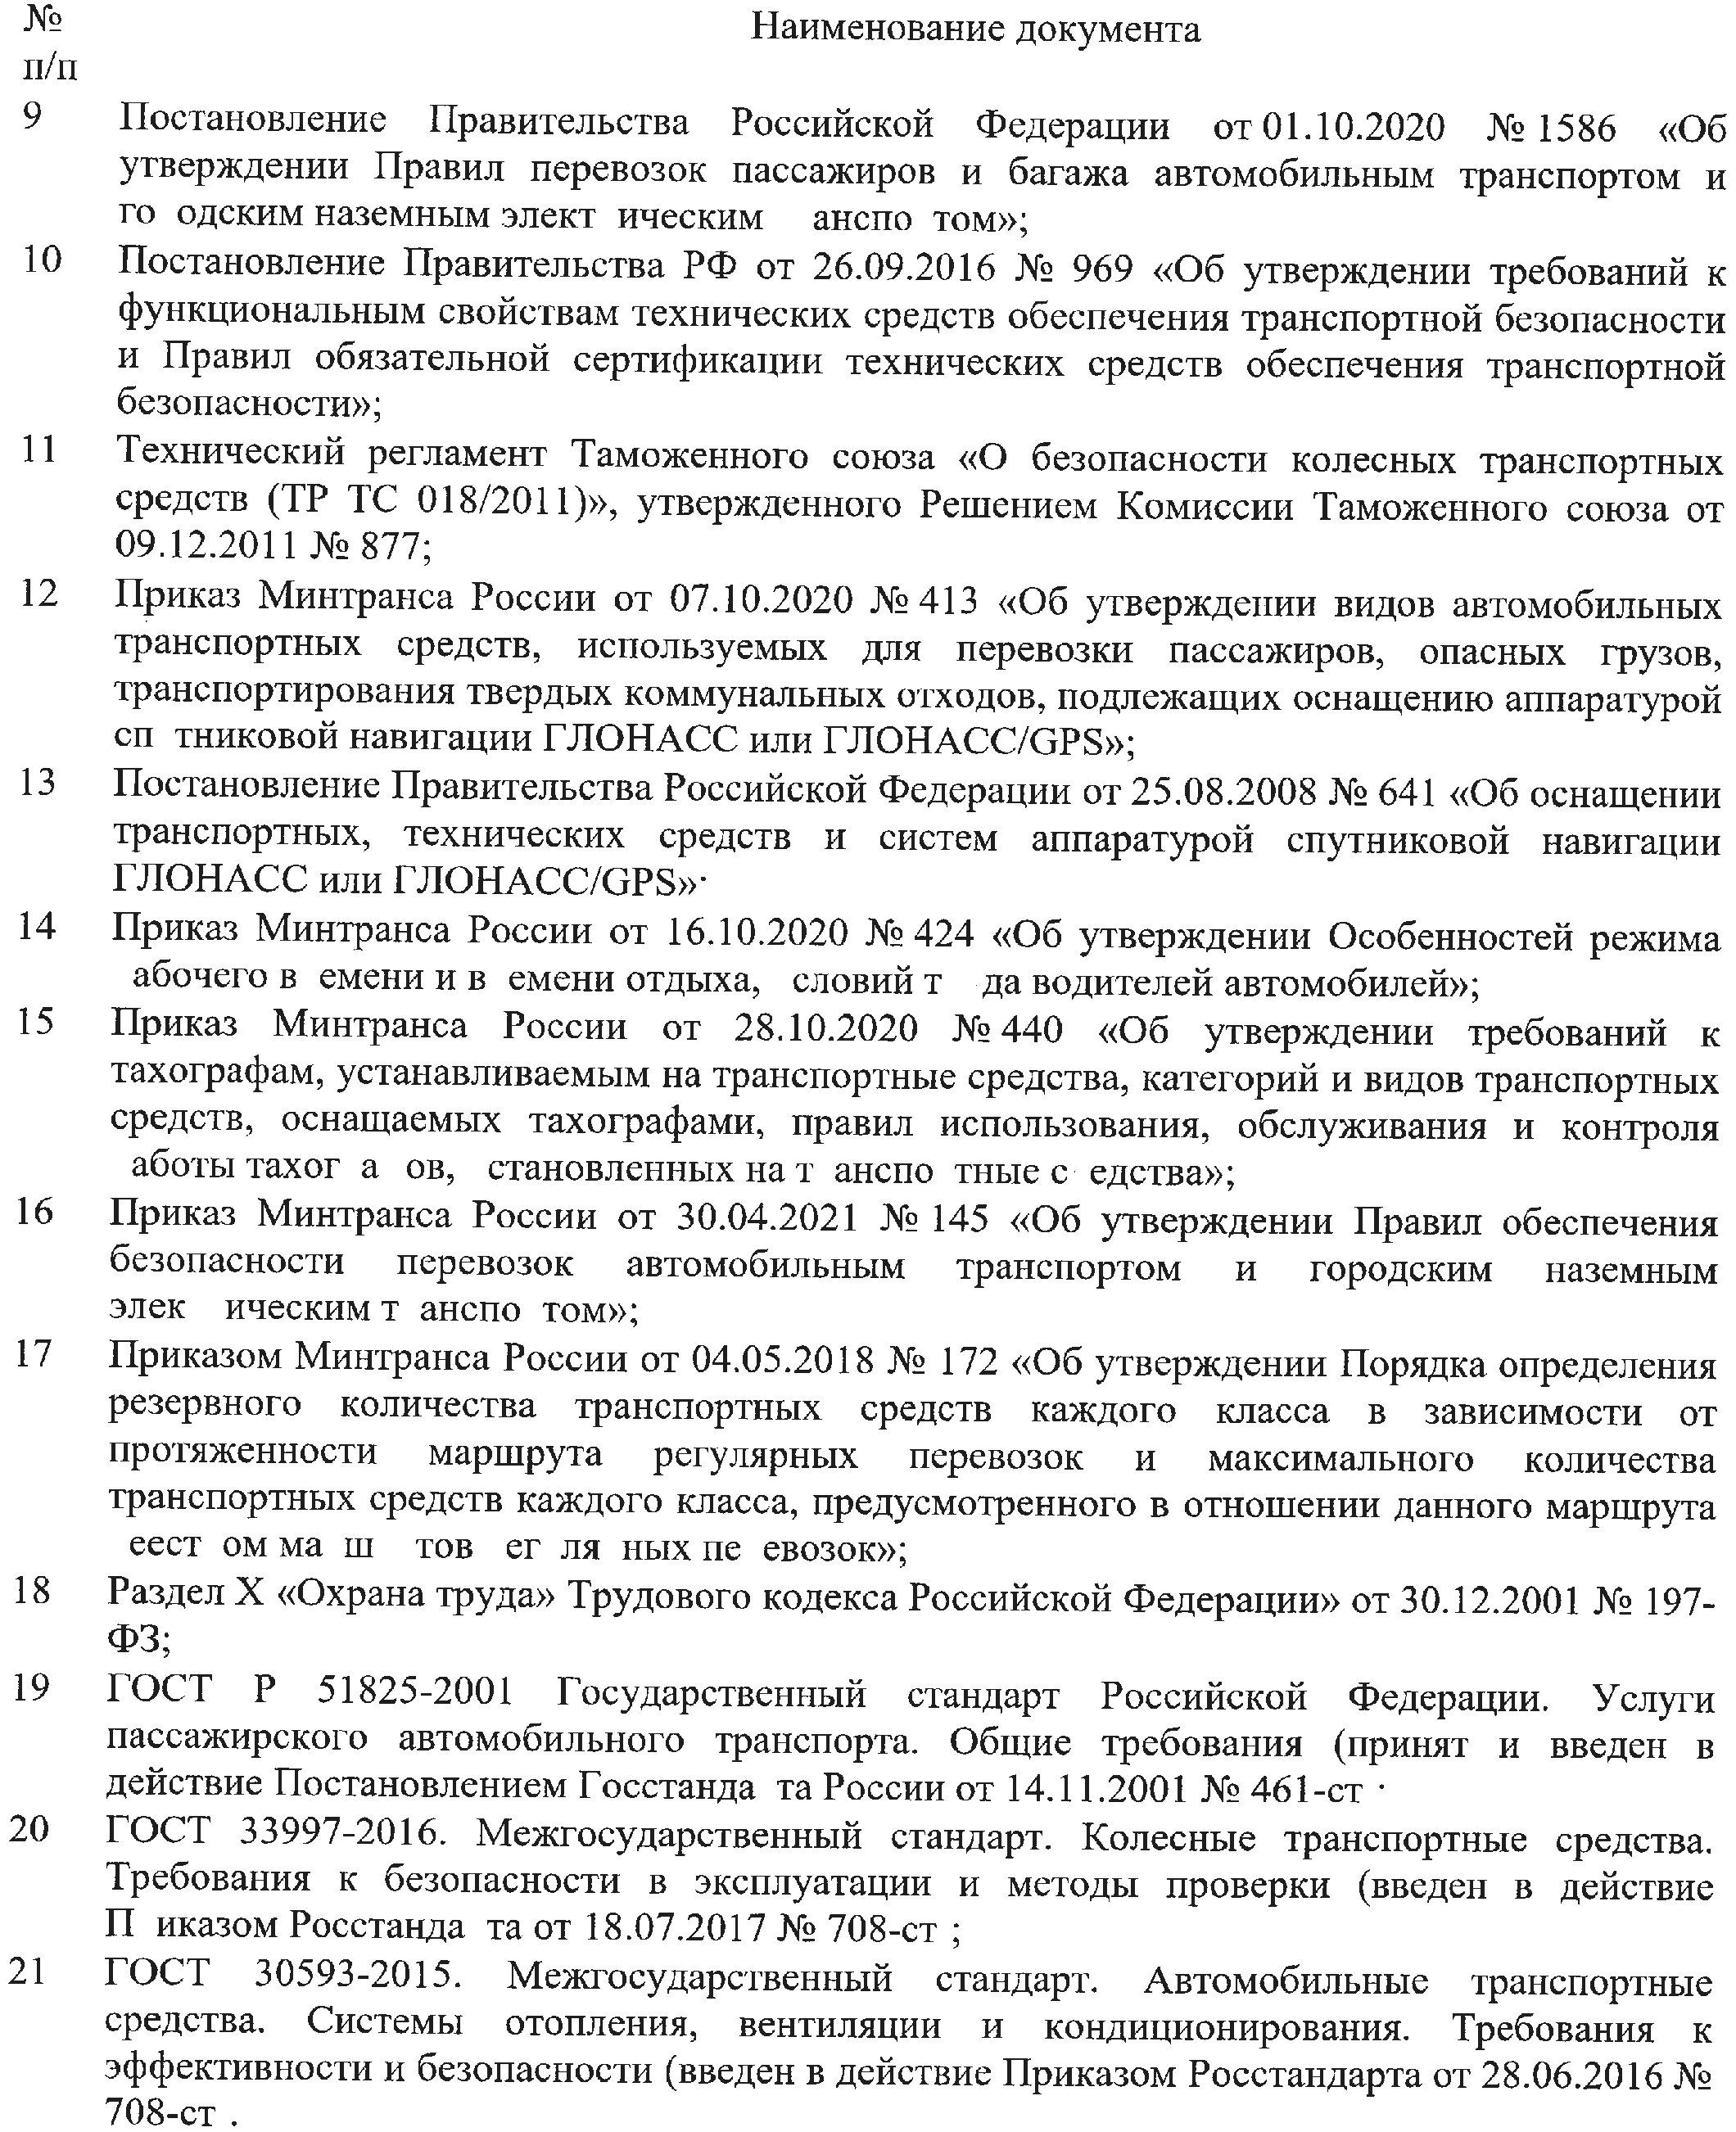 №
Наименование документа
п/п
9 Постановление Правительства Российской Федерации от 01.10.2020 № 1586 «Об
утверждении Правил перевозок пассажиров и багажа автомобильным транспортом и
го одским наземным элект ическим анспо том»;
10 Постановление Правительства РФ от 26.09.2016 № 969 «Об утверждении требований к
функциональным свойствам технических средств обеспечения транспортной безопасности
и Правил обязательной сертификации технических средств обеспечения транспортной
безопасности»;
11 Технический регламент Таможенного союза «О безопасности колесных транспортных
средств (ТР ТС 018/2011)», утвержденного Решением Комиссии Таможенного союза от
09.12.2011 № 877;
12 Приказ Минтранса России от 07.10.2020 № 413 «Об утверждении видов автомобильных
транспортных средств, используемых для перевозки пассажиров, опасных грузов,
транспортирования твердых коммунальных отходов, подлежащих оснащению аппаратурой
сп тниковой навигации ГЛОНАСС или ГЛОНАСС/GPS»;
13 Постановление Правительства Российской Федерации от 25.08.2008 № 641 «Об оснащении
транспортных, технических средств и систем аппаратурой спутниковой навигации
ГЛОНАСС или ГЛОНАСС/GPS»·
14 Приказ Минтранса России от 16.10.2020 № 424 «Об утверждении Особенностей режима
абочего в емени и в емени отдыха, словий т да водителей автомобилей»;
15 Приказ Минтранса России от 28.10.2020 № 440 «Об утверждении требований к
тахографам, устанавливаемым на транспортные средства, категорий и видов транспортных
средств, оснащаемых тахографами, правил использования, обслуживания и контроля
аботы тахог а ов, становленных на т анспо тные с едства»;
16 Приказ Минтранса России от 30.04.2021 № 145 «Об утверждении Правил обеспечения
безопасности перевозок автомобильным транспортом и городским наземным
элек ическим т анспо том»;
17 Приказом Минтранса России от 04.05.2018 № 172 «Об утверждении Порядка определения
резервного количества транспортных средств каждого класса в зависимости от
протяженности маршрута регулярных перевозок и максимального количества
транспортных средств каждого класса, предусмотренного в отношении данного маршрута
еест ом ма ш тов ег ля ных пе евозок»;
18 Раздел X «Охрана труда» Трудового кодекса Российской Федерации» от 30.12.2001 № 197-
ФЗ;
19 ГОСТ Р 51825-2001 Государственный стандарт Российской Федерации. Услуги
пассажирского автомобильного транспорта. Общие требования (принят и введен в
действие Постановлением Госстанда та России от 14.11.2001 № 461-ст ·
20 ГОСТ 33997-2016. Межгосударственный стандарт. Колесные транспортные средства.
Требования к безопасности в эксплуатации и методы проверки (введен в действие
П иказом Росстанда та от 18.07.2017 № 708-ст ;
21 ГОСТ 30593-2015. Межгосударственный стандарт. Автомобильные транспортные
средства. Системы отопления, вентиляции и кондиционирования. Требования к
эффективности и безопасности (введен в действие Приказом Росстандарта от 28.06.2016 №
708-ст .